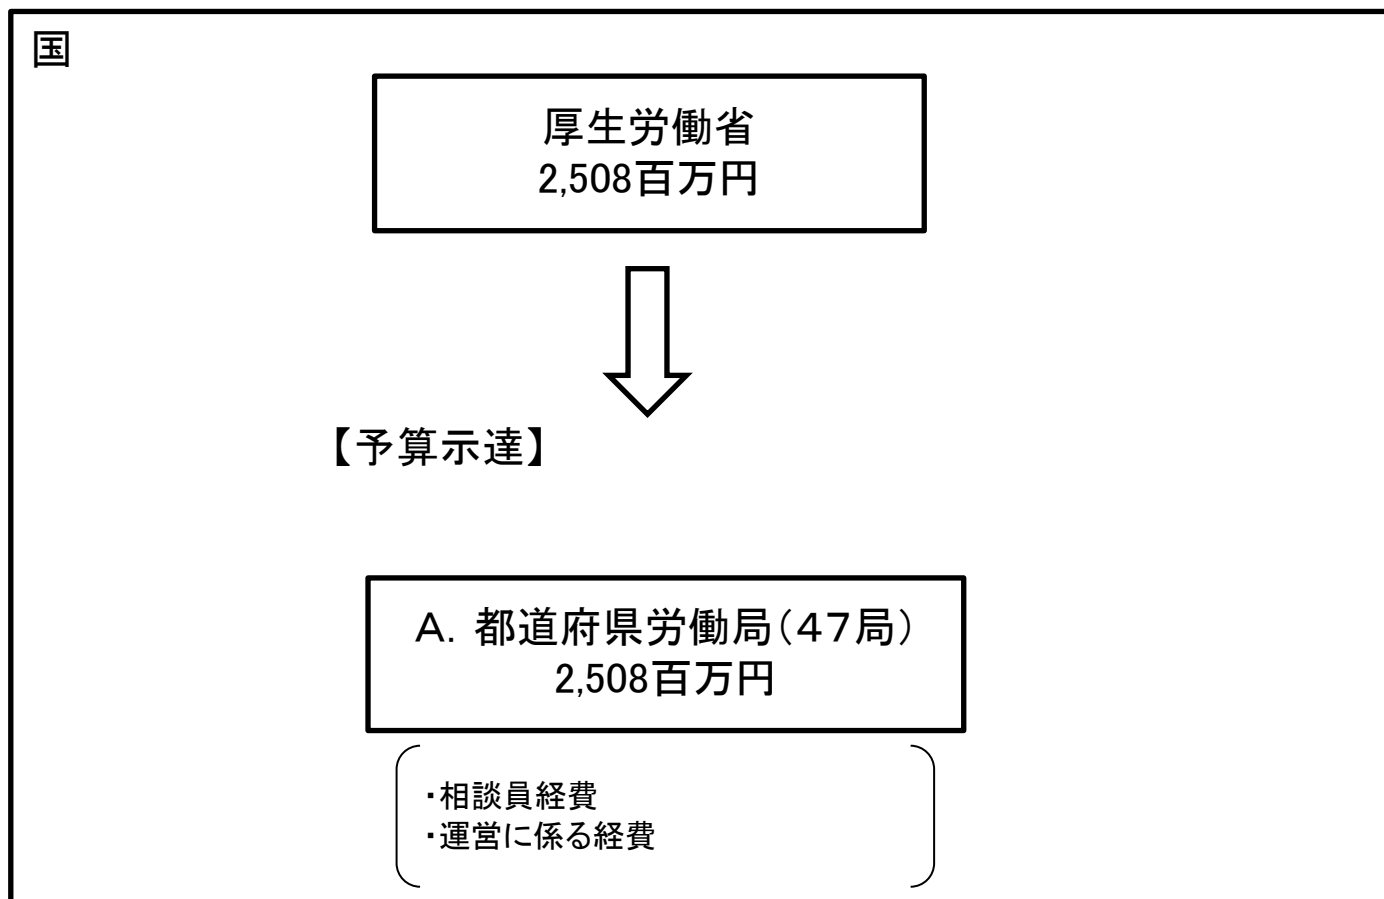 国
厚生労働省
2,508百万円
【予算示達】
Ａ．都道府県労働局（４７局）
2,508百万円
・相談員経費
・運営に係る経費